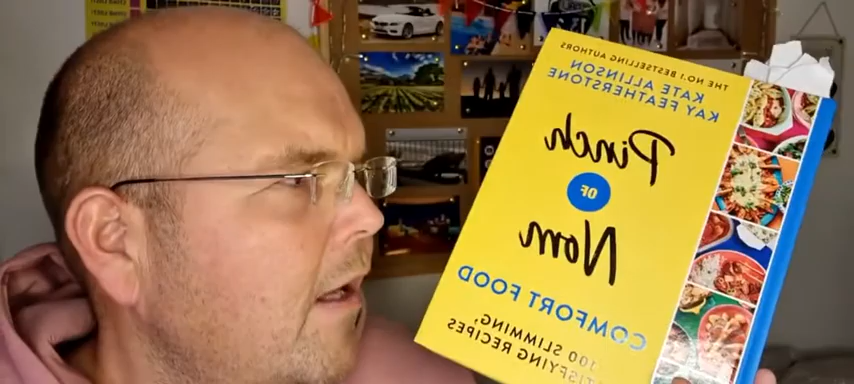 THE NO.1 BESTSELLING AUTHORS
KATE ALLINSON
KAY FEATHERSTONE
Pinch
OF
Nom
COMFORT FOOD
100 SLIMMING,
SATISFYING RECIPES